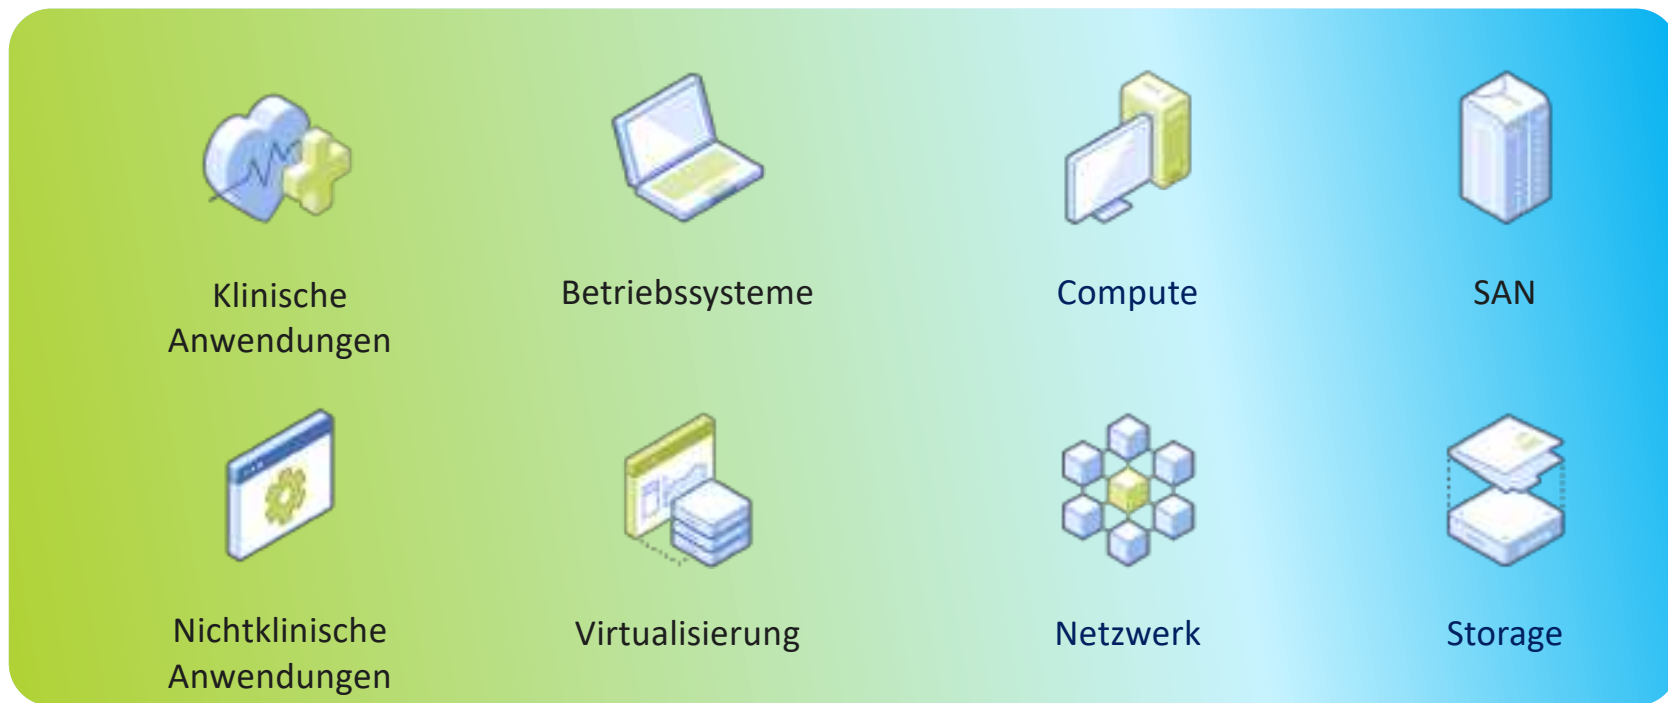 Klinische
Anwendungen
Betriebssysteme
Compute
SAN
Nichtklinische
Anwendungen
Virtualisierung
Netzwerk
Storage